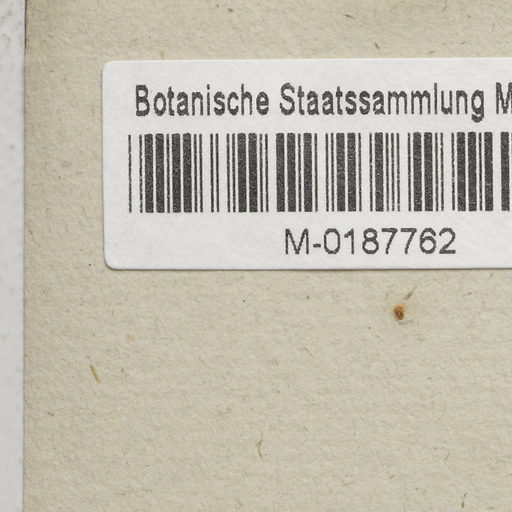 Botanische Staatssammlung M
M-0187762